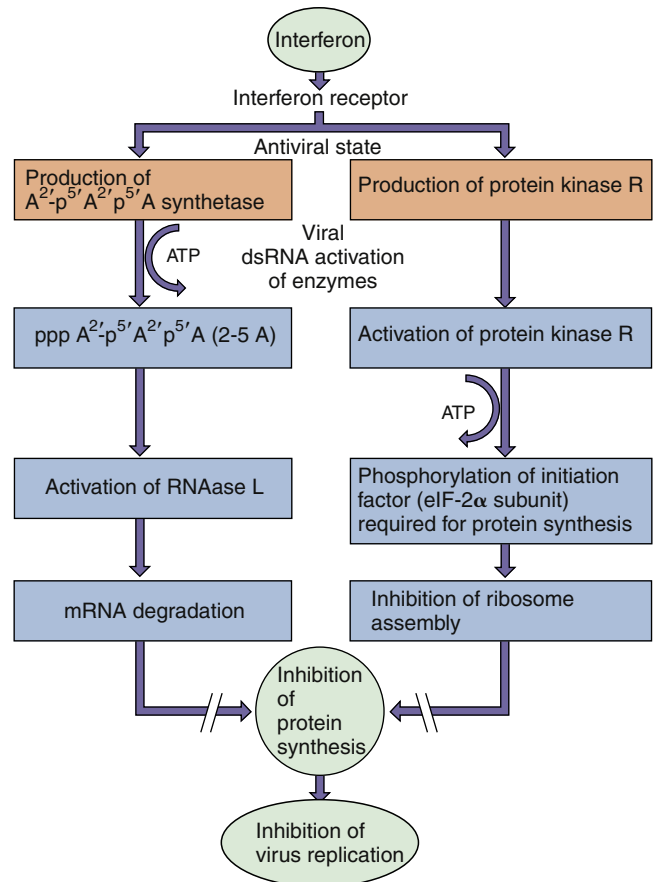 Interferon
Interferon receptor
Antiviral state
Production of
A²′-p⁵′A²′p⁵′A synthetase
Production of protein kinase R
ATP
Viral
dsRNA activation
of enzymes
ppp A²′-p⁵′A²′p⁵′A (2-5 A)
Activation of protein kinase R
ATP
Activation of RNAase L
Phosphorylation of initiation
factor (eIF-2α subunit)
required for protein synthesis
mRNA degradation
Inhibition of ribosome
assembly
Inhibition
of
protein
synthesis
Inhibition of
virus replication